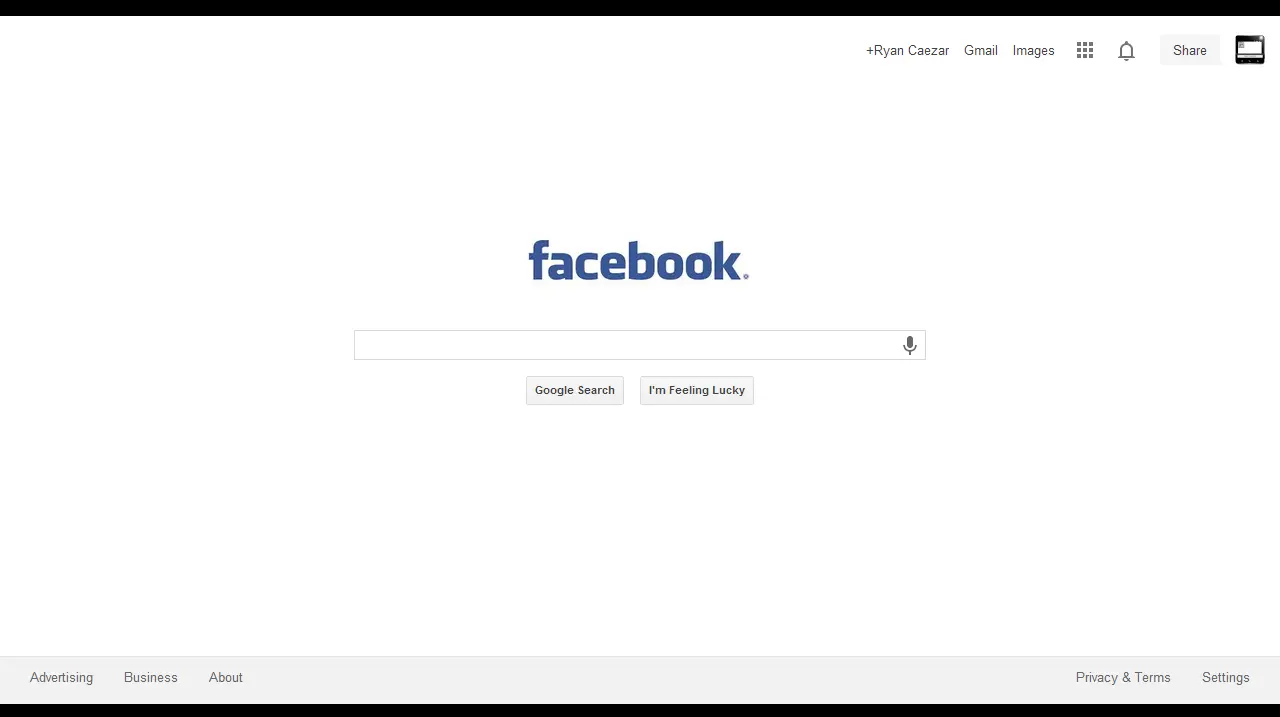 +Ryan Caezar Gmail Images Share
facebook.
Google Search I'm Feeling Lucky
Advertising Business About Privacy & Terms Settings